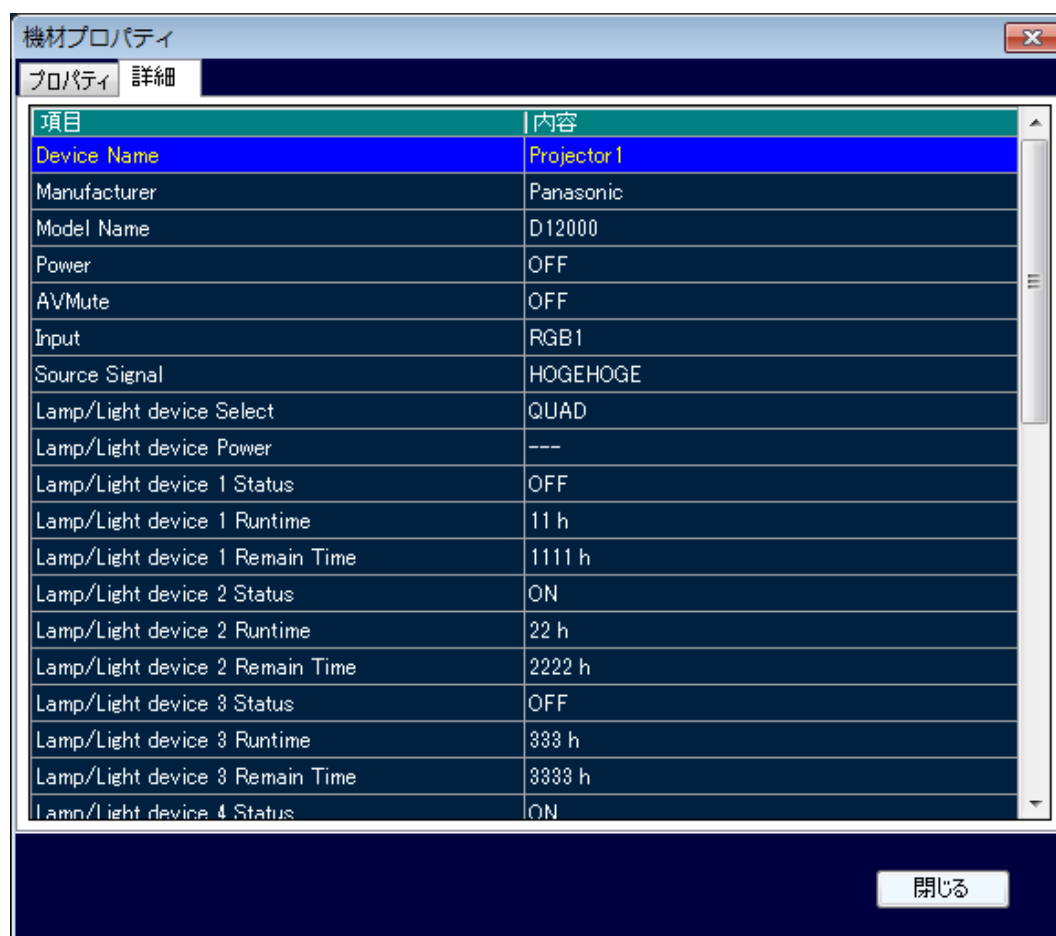 機材プロパティ
プロパティ 詳細
項目 内容
Device Name Projector1
Manufacturer Panasonic
Model Name D12000
Power OFF
AVMute OFF
Input RGB1
Source Signal HOGEHOGE
Lamp/Light device Select QUAD
Lamp/Light device Power ---
Lamp/Light device 1 Status OFF
Lamp/Light device 1 Runtime 11 h
Lamp/Light device 1 Remain Time 1111 h
Lamp/Light device 2 Status ON
Lamp/Light device 2 Runtime 22 h
Lamp/Light device 2 Remain Time 2222 h
Lamp/Light device 3 Status OFF
Lamp/Light device 3 Runtime 333 h
Lamp/Light device 3 Remain Time 3333 h
Lamp/Light device 4 Status ON
閉じる